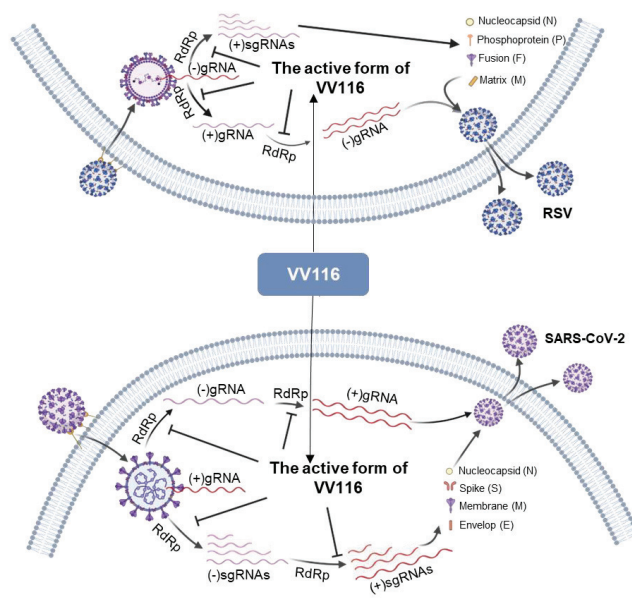 RdRp
(+)sgRNAs
(-)gRNA
RdRp
The active form of
VV116
(+)gRNA
RdRp
(-)gRNA
Nucleocapsid (N)
Phosphoprotein (P)
Fusion (F)
Matrix (M)
RSV
VV116
SARS-CoV-2
(-)gRNA
RdRp
(+)gRNA
RdRp
(+)gRNA
The active form of
VV116
RdRp
(-)sgRNAs
RdRp
(+)sgRNAs
Nucleocapsid (N)
Spike (S)
Membrane (M)
Envelop (E)